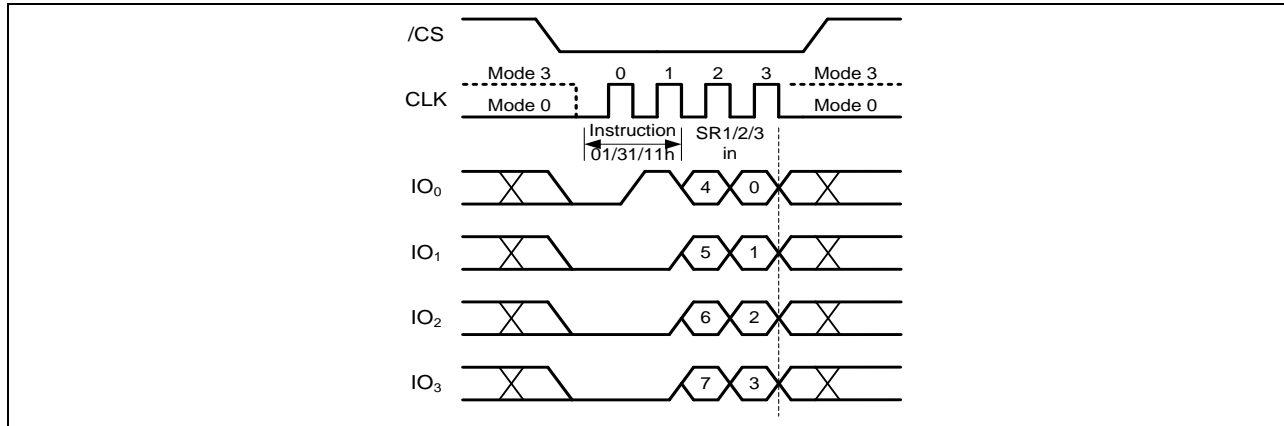 /CS
0 1 2 3
Mode 3 Mode 3
CLK
Mode 0 Mode 0
Instruction SR1/2/3
01/31/11h in
IO₀ 4 0
IO₁ 5 1
IO₂ 6 2
IO₃ 7 3